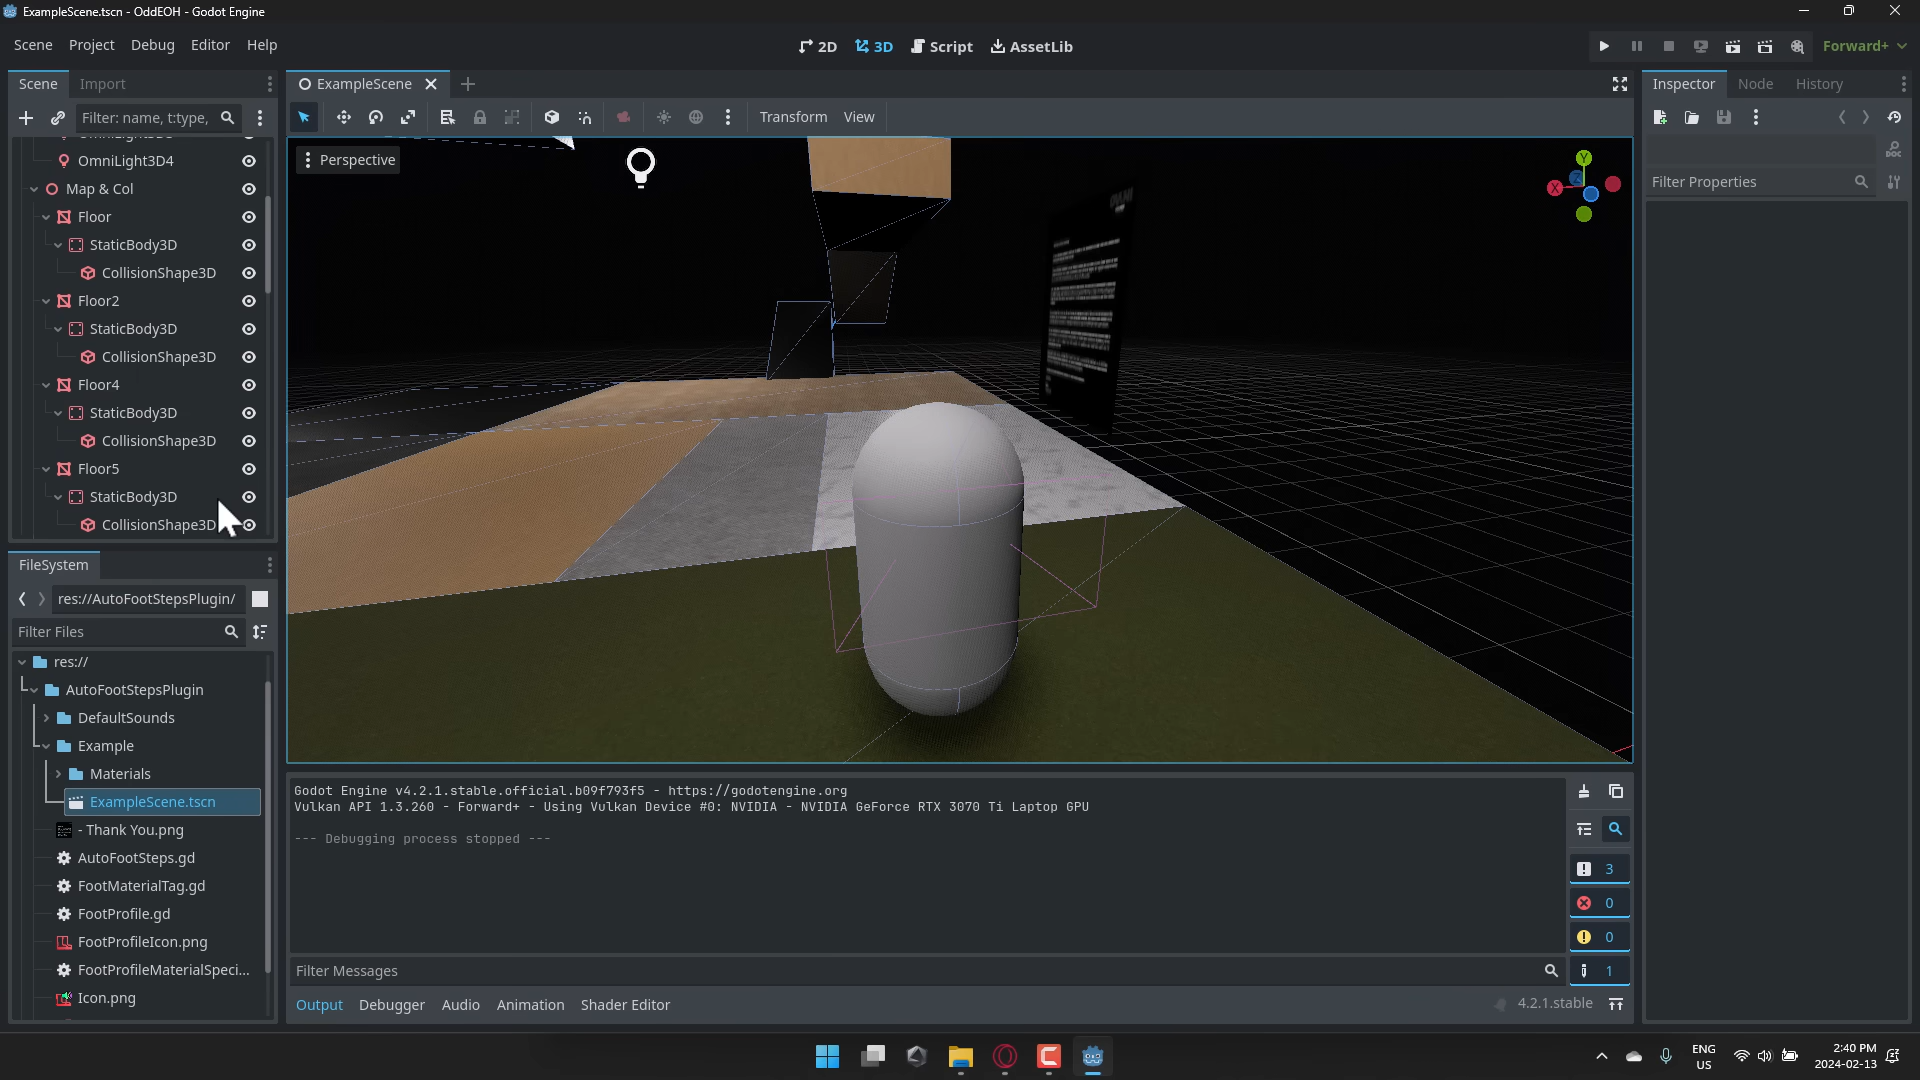 ExampleScene.tscn - OddEOH - Godot Engine
Scene Project Debug Editor Help
2D 3D Script AssetLib
Forward+
Scene Import
ExampleScene
Inspector Node History
Filter: name, t:type,
Transform View
Perspective
Filter Properties
OmniLight3D4
Map & Col
Floor
StaticBody3D
CollisionShape3D
Floor2
StaticBody3D
CollisionShape3D
Floor4
StaticBody3D
CollisionShape3D
Floor5
StaticBody3D
CollisionShape3D
Y
X
Z
DOC
FileSystem
res://AutoFootStepsPlugin/
Filter Files
res://
AutoFootStepsPlugin
DefaultSounds
Example
Materials
ExampleScene.tscn
- Thank You.png
AutoFootSteps.gd
FootMaterialTag.gd
FootProfile.gd
FootProfileIcon.png
FootProfileMaterialSpeci...
Icon.png
Godot Engine v4.2.1.stable.official.b09f793f5 - https://godotengine.org
Vulkan API 1.3.260 - Forward+ - Using Vulkan Device #0: NVIDIA - NVIDIA GeForce RTX 3070 Ti Laptop GPU
--- Debugging process stopped ---
3
0
0
1
Filter Messages
Output Debugger Audio Animation Shader Editor
4.2.1.stable
ENG
US
2:40 PM
2024-02-13